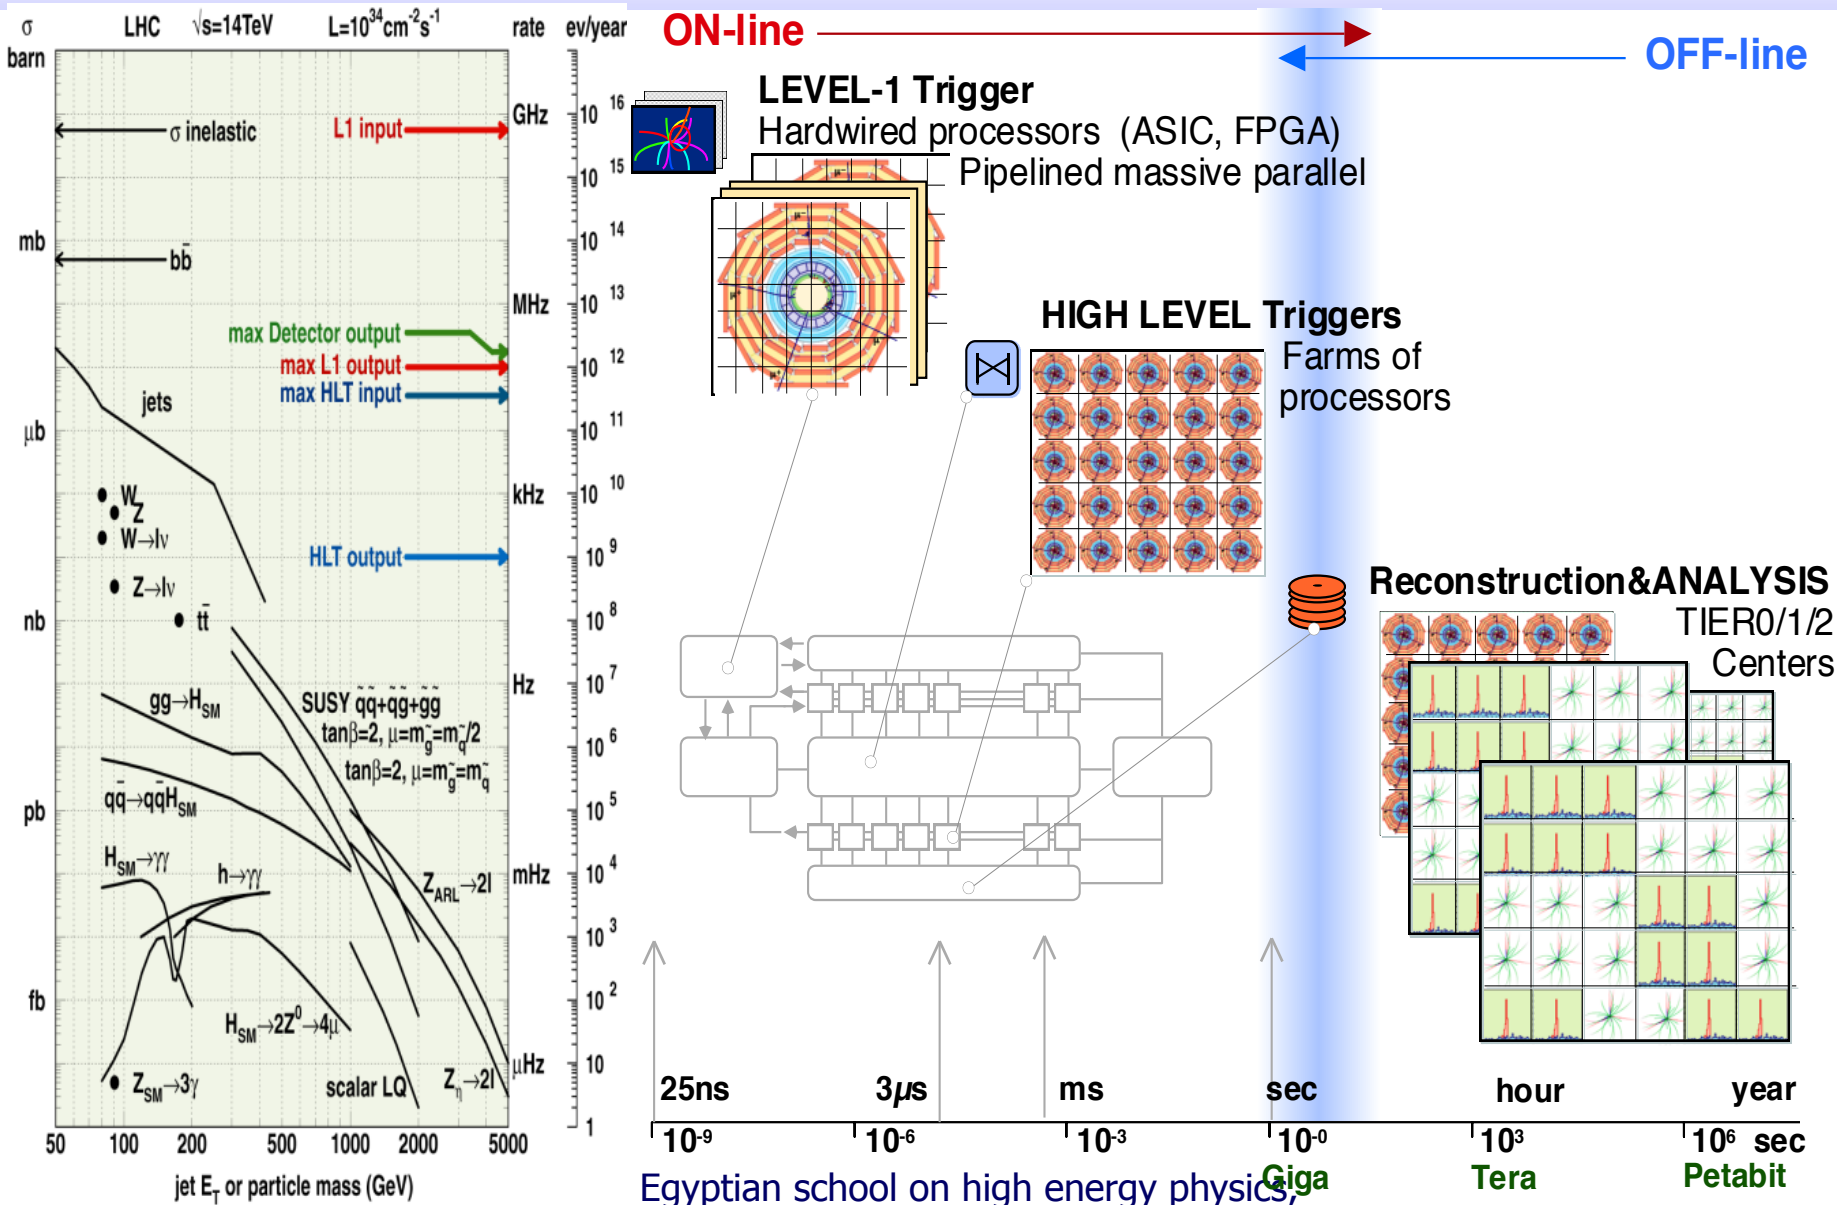 σ LHC √s=14TeV L=10³⁴cm⁻²s⁻¹ rate ev/year
barn
mb
μb
nb
pb
fb
σ inelastic
bb̄
L1 input
max Detector output
max L1 output
max HLT input
jets
W
Z
W→lν
Z→lν
tt̄
HLT output
gg→H_SM
SUSY q̃q̃+q̃g̃+g̃g̃
tanβ=2, μ=m_g̃=m_q̃/2
tanβ=2, μ=m_g̃=m_q̃
qq̄→qq̄H_SM
H_SM→γγ
h→γγ
Z_ARL→2l
H_SM→2Z⁰→4μ
Z_SM→3γ
scalar LQ
Z_η→2l
GHz
MHz
kHz
Hz
mHz
μHz
10¹⁶
10¹⁵
10¹⁴
10¹³
10¹²
10¹¹
10¹⁰
10⁹
10⁸
10⁷
10⁶
10⁵
10⁴
10³
10²
10
1
50 100 200 500 1000 2000 5000
jet E_T or particle mass (GeV)
ON-line
OFF-line
LEVEL-1 Trigger
Hardwired processors (ASIC, FPGA)
Pipelined massive parallel
HIGH LEVEL Triggers
Farms of
processors
Reconstruction&ANALYSIS
TIER0/1/2
Centers
25ns 3μs ms sec hour year
10⁻⁹ 10⁻⁶ 10⁻³ 10⁻⁰ 10³ 10⁶ sec
Giga Tera Petabit
Egyptian school on high energy physics,